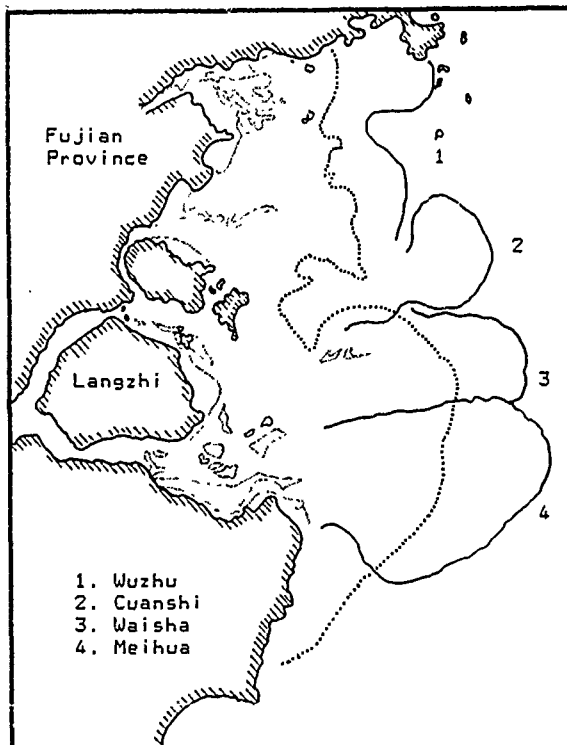 Fujian
Province
1
2
Langzhi
3
4
1. Wuzhu
2. Cuanshi
3. Waisha
4. Meihua